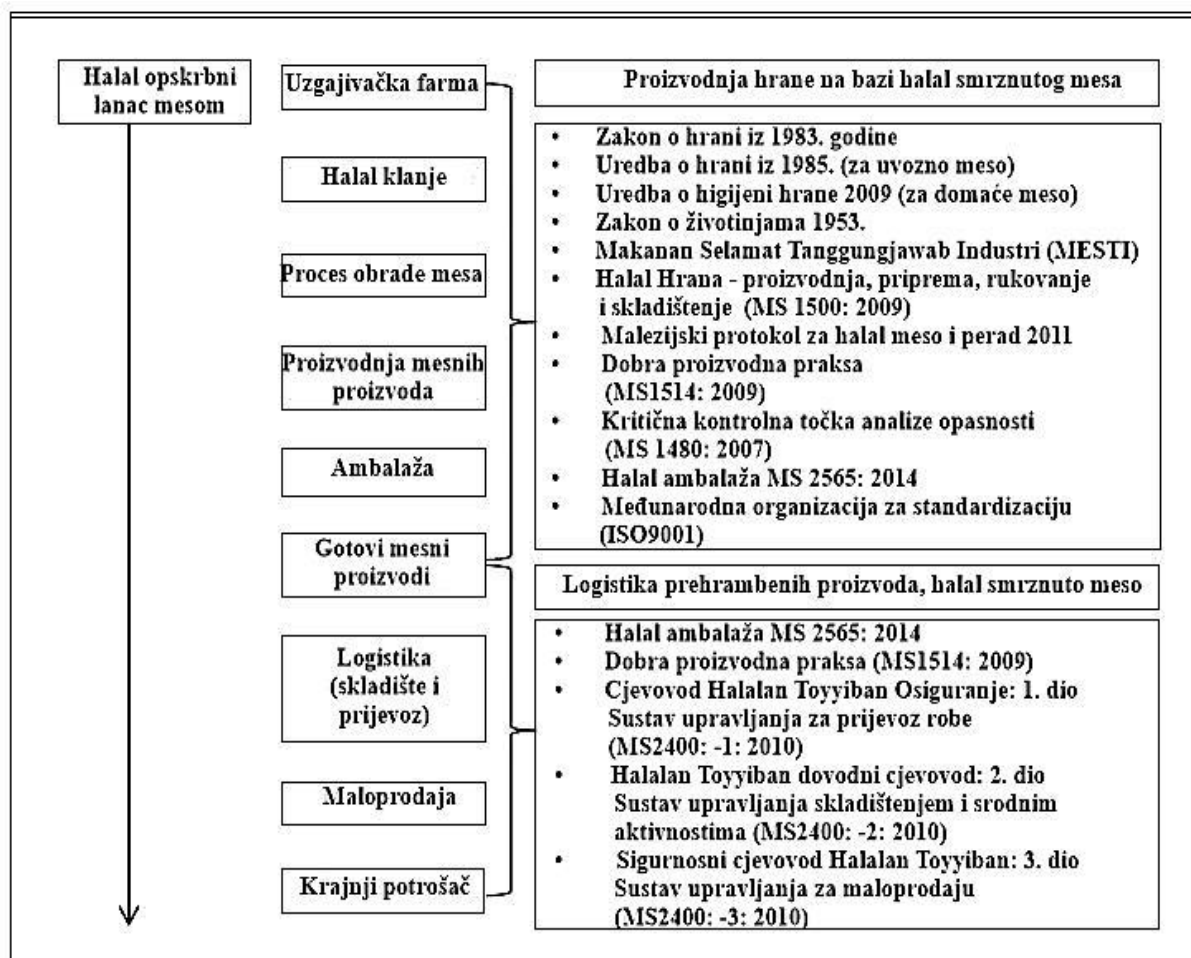 Halal opskrbni
lanac mesom
Uzgajivačka farma
Halal klanje
Proces obrade mesa
Proizvodnja mesnih
proizvoda
Ambalaža
Gotovi mesni
proizvodi
Logistika
(skladište i
prijevoz)
Maloprodaja
Krajnji potrošač
Proizvodnja hrane na bazi halal smrznutog mesa
• Zakon o hrani iz 1983. godine
• Uredba o hrani iz 1985. (za uvozno meso)
• Uredba o higijeni hrane 2009 (za domaće meso)
• Zakon o životinjama 1953.
• Makanan Selamat Tanggungjawab Industri (MESTI)
• Halal Hrana - proizvodnja, priprema, rukovanje
i skladištenje (MS 1500: 2009)
• Malezijski protokol za halal meso i perad 2011
• Dobra proizvodna praksa
(MS1514: 2009)
• Kritična kontrolna točka analize opasnosti
(MS 1480: 2007)
• Halal ambalaža MS 2565: 2014
• Međunarodna organizacija za standardizaciju
(ISO9001)
Logistika prehrambenih proizvoda, halal smrznuto meso
• Halal ambalaža MS 2565: 2014
• Dobra proizvodna praksa (MS1514: 2009)
• Cjevovod Halalan Toyyiban Osiguranje: 1. dio
Sustav upravljanja za prijevoz robe
(MS2400: -1: 2010)
• Halalan Toyyiban dovodni cjevovod: 2. dio
Sustav upravljanja skladištenjem i srodnim
aktivnostima (MS2400: -2: 2010)
• Sigurnosni cjevovod Halalan Toyyiban: 3. dio
Sustav upravljanja za maloprodaju
(MS2400: -3: 2010)